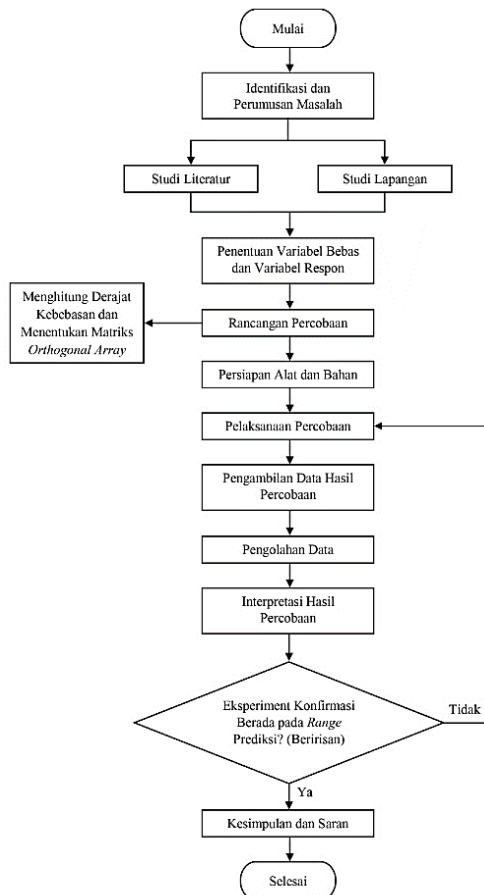 Mulai
Identifikasi dan
Perumusan Masalah
Studi Literatur
Studi Lapangan
Penentuan Variabel Bebas
dan Variabel Respon
Menghitung Derajat
Kebebasan dan
Menentukan Matriks
Orthogonal Array
Rancangan Percobaan
Persiapan Alat dan Bahan
Pelaksanaan Percobaan
Pengambilan Data Hasil
Percobaan
Pengolahan Data
Interpretasi Hasil
Percobaan
Eksperiment Konfirmasi
Berada pada Range
Prediksi? (Beririsan)
Tidak
Ya
Kesimpulan dan Saran
Selesai